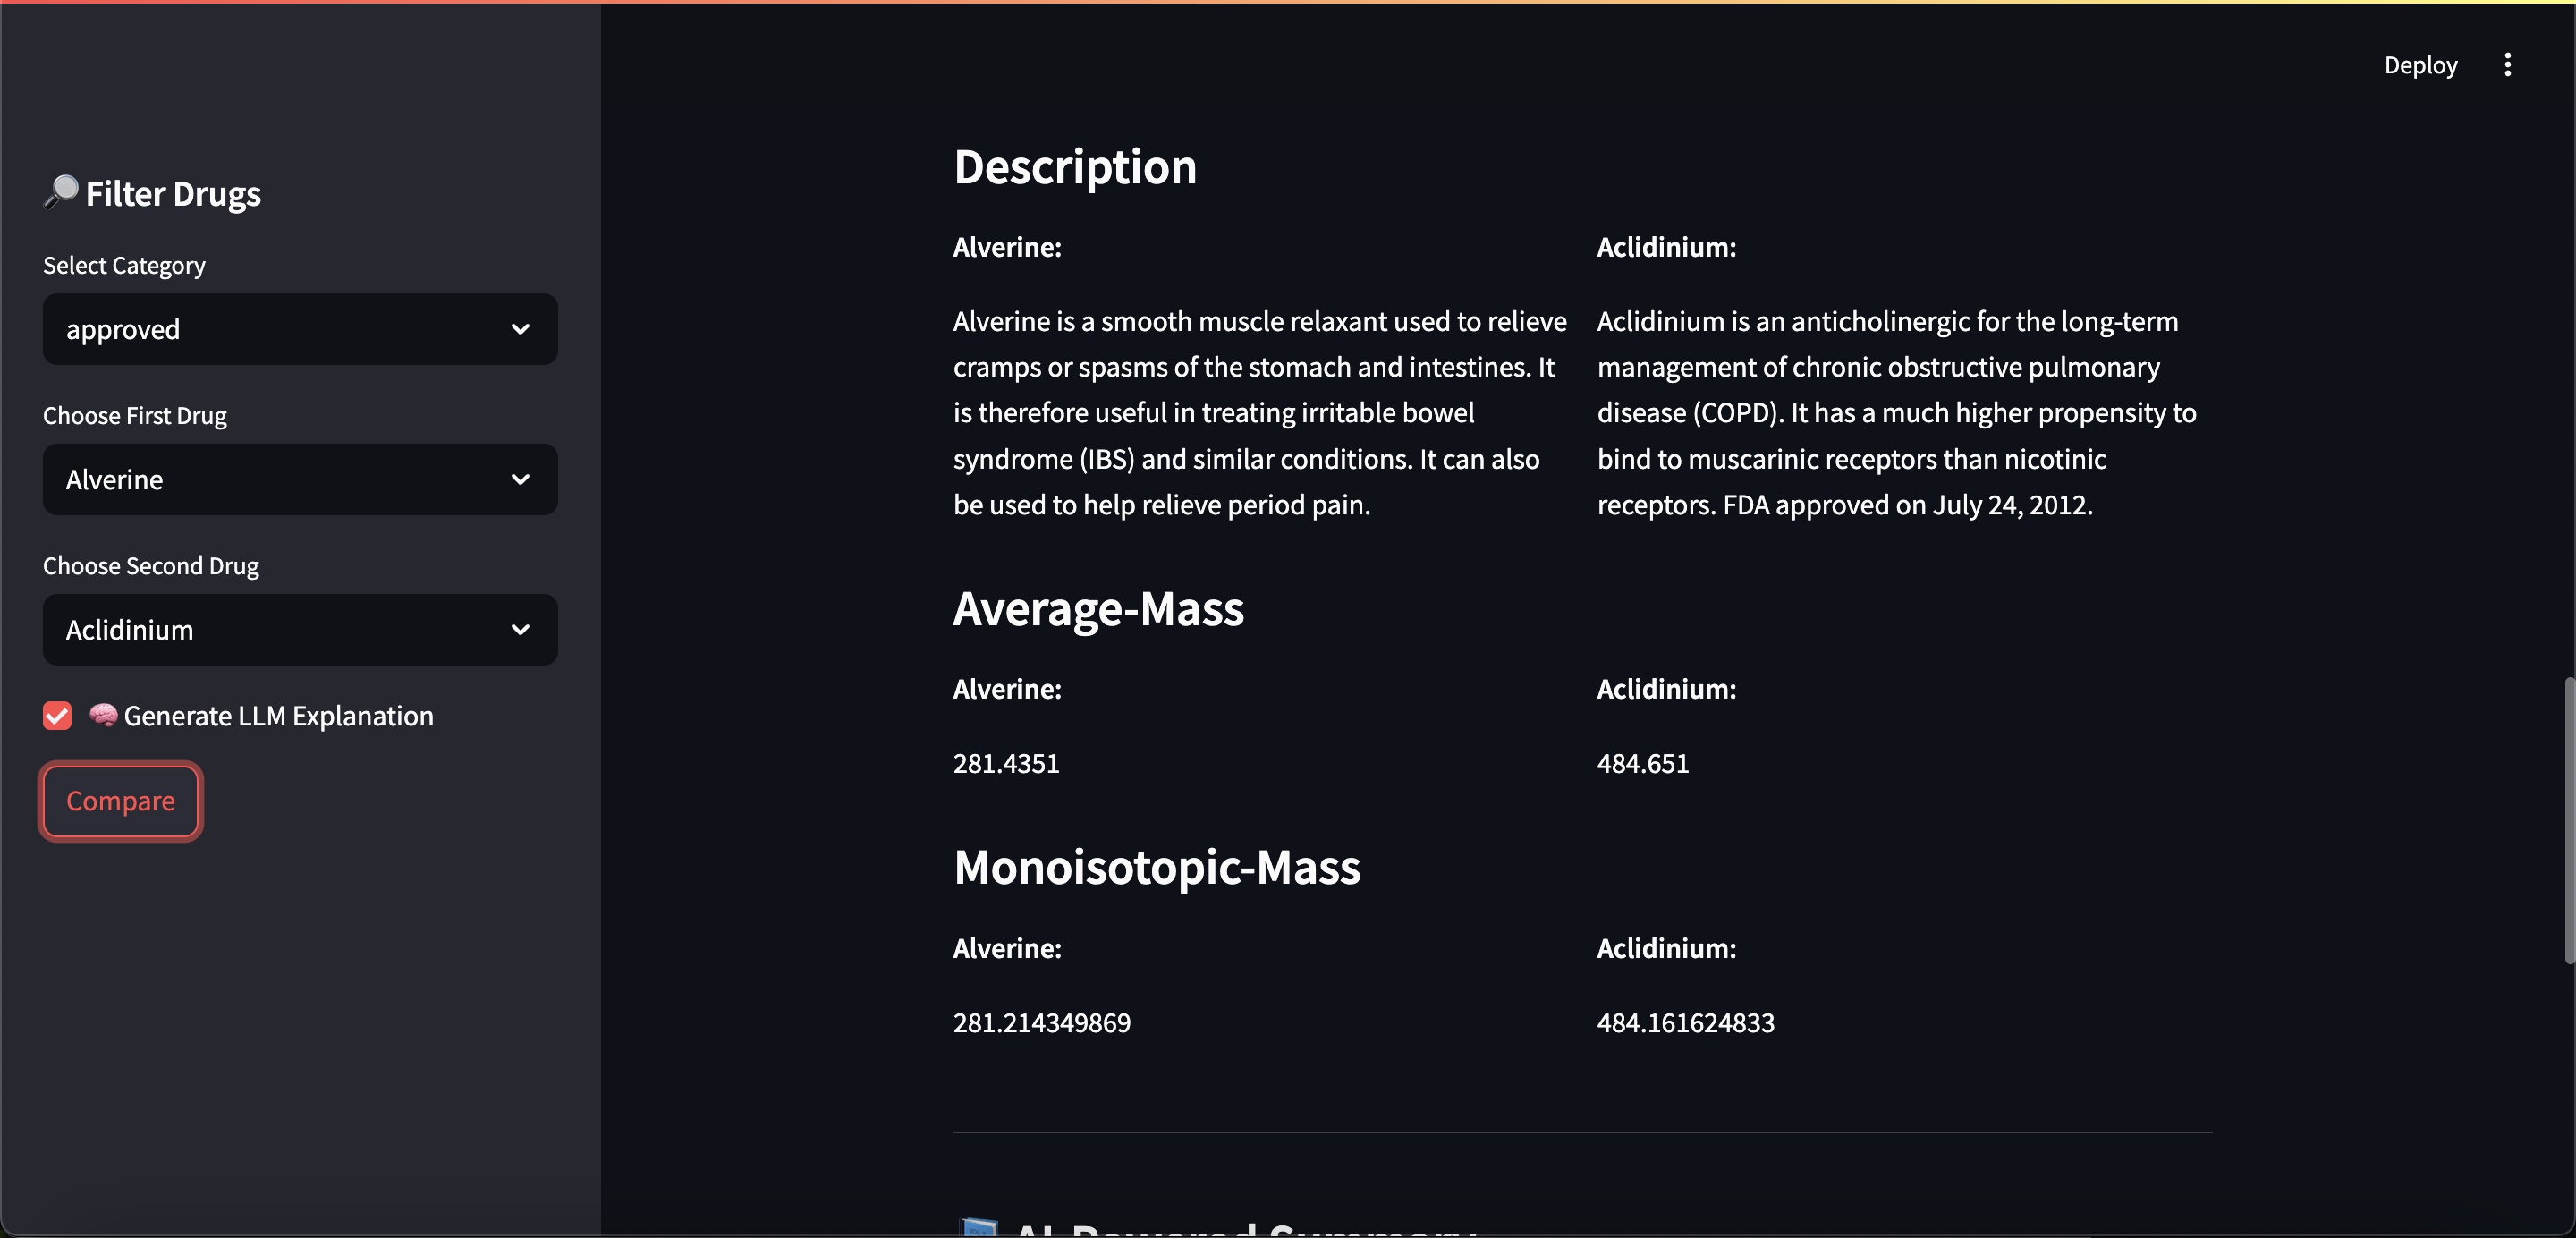 Deploy
🔎 Filter Drugs
Select Category
approved
Choose First Drug
Alverine
Choose Second Drug
Aclidinium
🧠 Generate LLM Explanation
Compare
Description
Alverine:
Alverine is a smooth muscle relaxant used to relieve
cramps or spasms of the stomach and intestines. It
is therefore useful in treating irritable bowel
syndrome (IBS) and similar conditions. It can also
be used to help relieve period pain.
Aclidinium:
Aclidinium is an anticholinergic for the long-term
management of chronic obstructive pulmonary
disease (COPD). It has a much higher propensity to
bind to muscarinic receptors than nicotinic
receptors. FDA approved on July 24, 2012.
Average-Mass
Alverine:
281.4351
Aclidinium:
484.651
Monoisotopic-Mass
Alverine:
281.214349869
Aclidinium:
484.161624833
📘 AI-Powered Summary